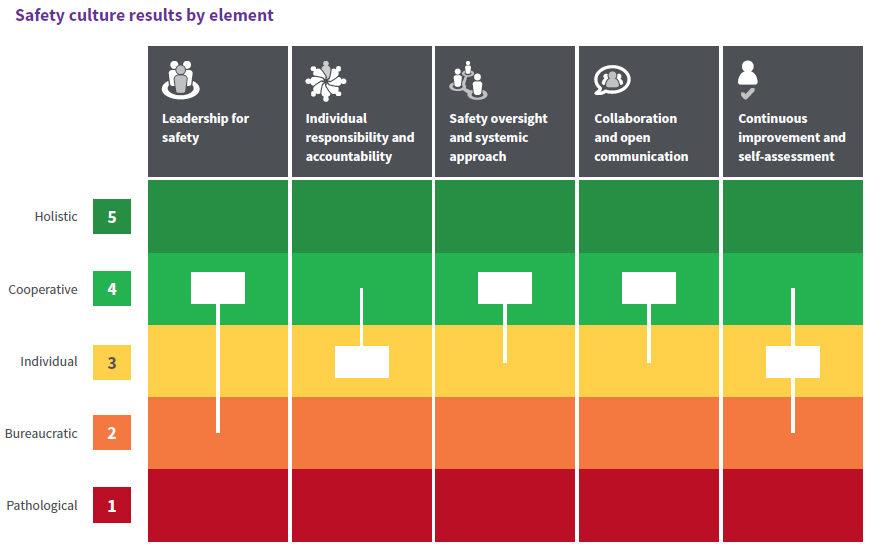 Safety culture results by element
Leadership for
safety
Individual
responsibility and
accountability
Safety oversight
and systemic
approach
Collaboration
and open
communication
Continuous
improvement and
self-assessment
Holistic 5
Cooperative 4
Individual 3
Bureaucratic 2
Pathological 1